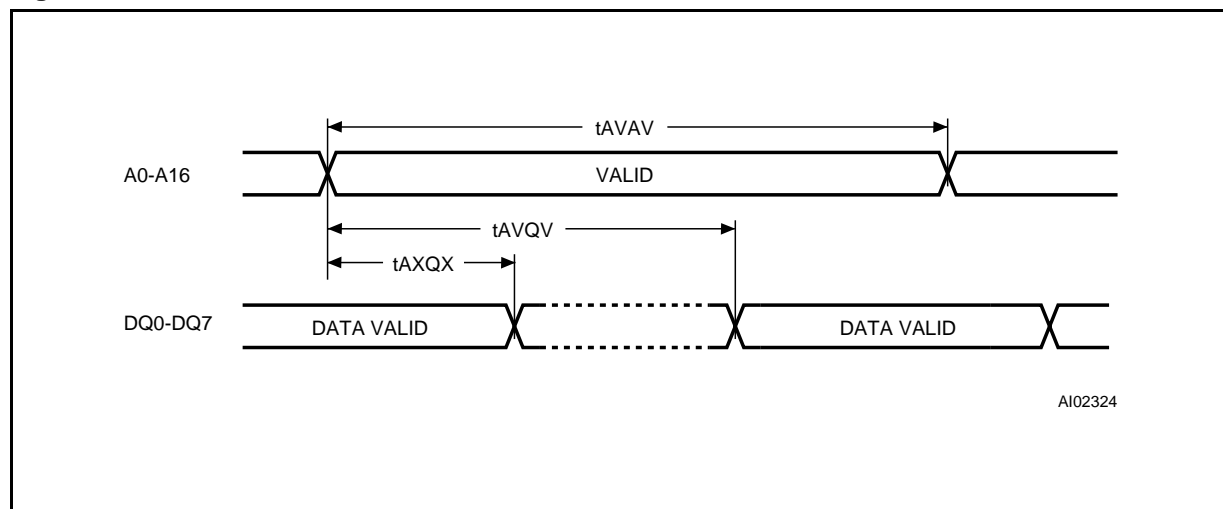 tAVAV
A0-A16
VALID
tAVQV
tAXQX
DQ0-DQ7
DATA VALID
DATA VALID
AI02324